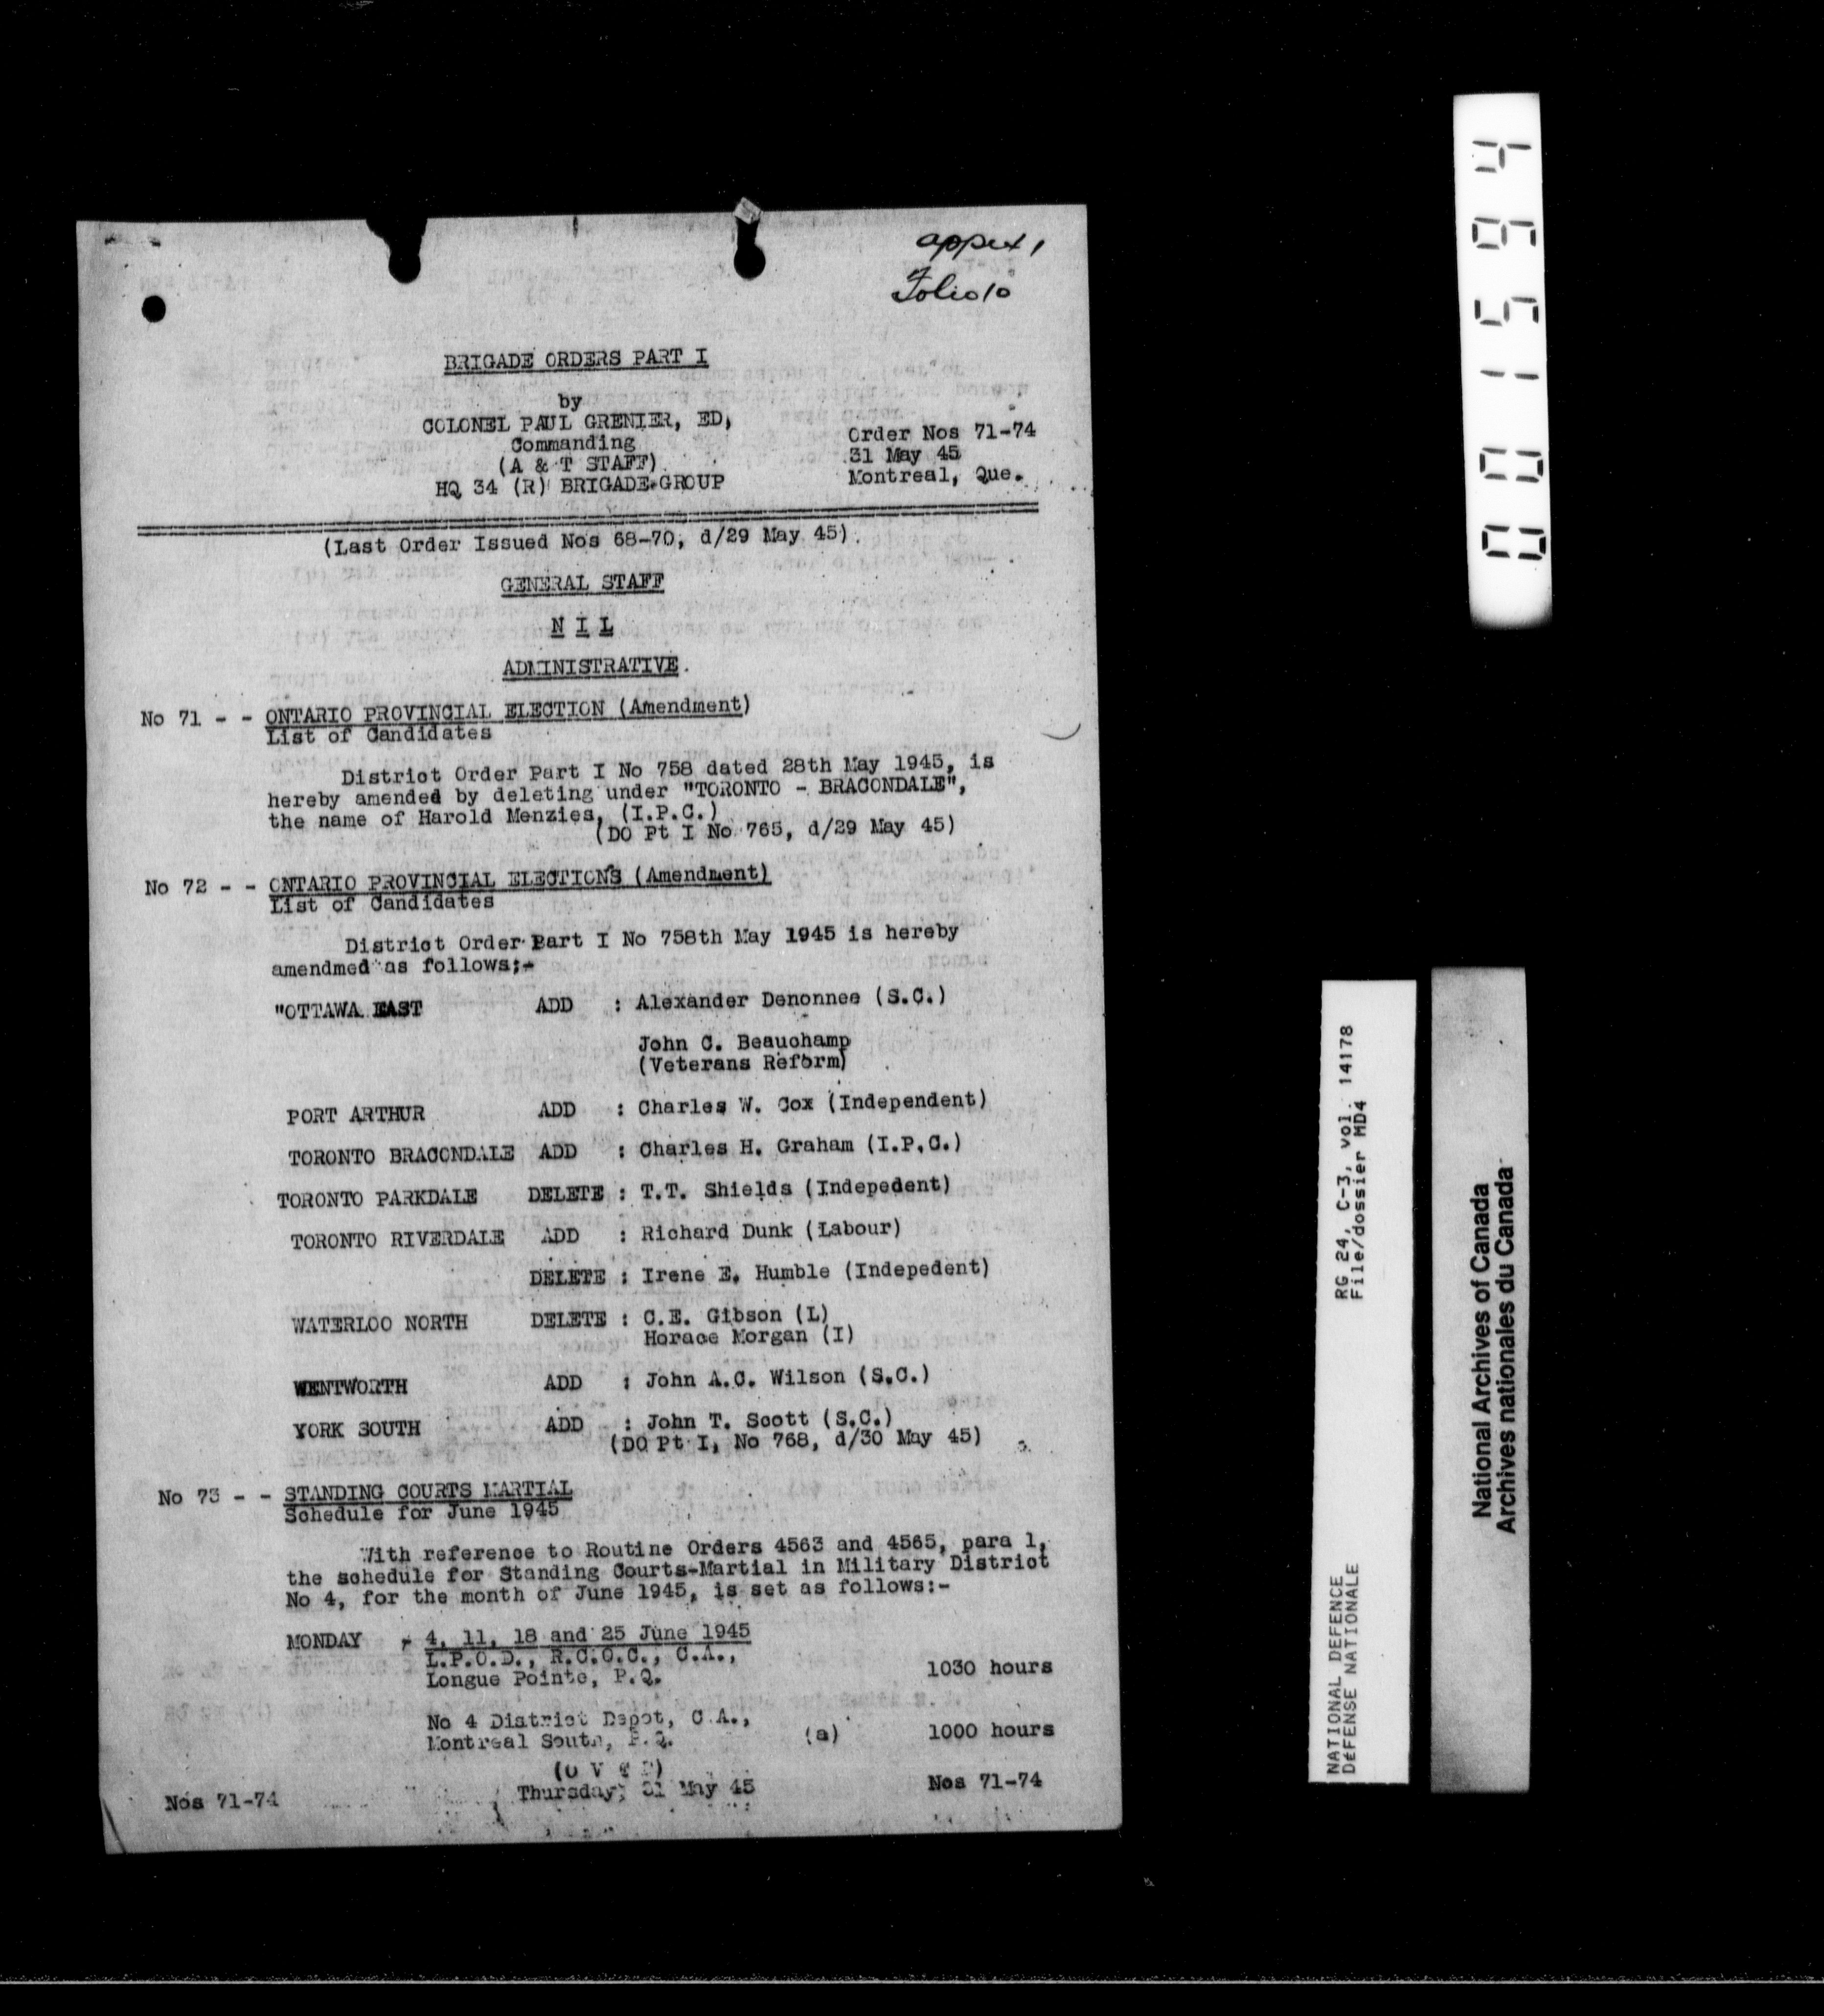 appex 1
Folio 10
BRIGADE ORDERS PART I
by
COLONEL PAUL GRENIER, ED,
Commanding
(A & T STAFF)
HQ 34 (R) BRIGADE GROUP
Order Nos 71-74
31 May 45
Montreal, Que.
(Last Order Issued Nos 68-70, d/29 May 45)
GENERAL STAFF
N I L
ADMINISTRATIVE
No 71 - - ONTARIO PROVINCIAL ELECTION (Amendment)
List of Candidates
District Order Part I No 758 dated 28th May 1945, is
hereby amended by deleting under "TORONTO - BRACONDALE",
the name of Harold Menzies, (I.P.C.)
(DO Pt I No 765, d/29 May 45)
No 72 - - ONTARIO PROVINCIAL ELECTIONS (Amendment)
List of Candidates
District Order Part I No 758th May 1945 is hereby
amendmed as follows;-
"OTTAWA EAST ADD : Alexander Denonnee (S.C.)
John C. Beauchamp
(Veterans Reform)
PORT ARTHUR ADD : Charles W. Cox (Independent)
TORONTO BRACONDALE ADD : Charles H. Graham (I.P.C.)
TORONTO PARKDALE DELETE : T.T. Shields (Indepedent)
TORONTO RIVERDALE ADD : Richard Dunk (Labour)
DELETE : Irene E. Humble (Indepedent)
WATERLOO NORTH DELETE : C.E. Gibson (L)
Horace Morgan (I)
WENTWORTH ADD : John A.C. Wilson (S.C.)
YORK SOUTH ADD : John T. Scott (S.C.)
(DO Pt I, No 768, d/30 May 45)
No 73 - - STANDING COURTS MARTIAL
Schedule for June 1945
With reference to Routine Orders 4563 and 4565, para 1,
the schedule for Standing Courts-Martial in Military District
No 4, for the month of June 1945, is set as follows:-
MONDAY - 4, 11, 18 and 25 June 1945
L.P.O.D., R.C.O.C., C.A.,
Longue Pointe, P.Q. 1030 hours
No 4 District Depot, C.A.,
Montreal South, P.Q. (a) 1000 hours
(O V E R)
Nos 71-74 Thursday, 31 May 45 Nos 71-74
0001594
RG 24, C-3, vol. 14178
File/dossier MD4
NATIONAL DEFENCE
DéFENSE NATIONALE
National Archives of Canada
Archives nationales du Canada